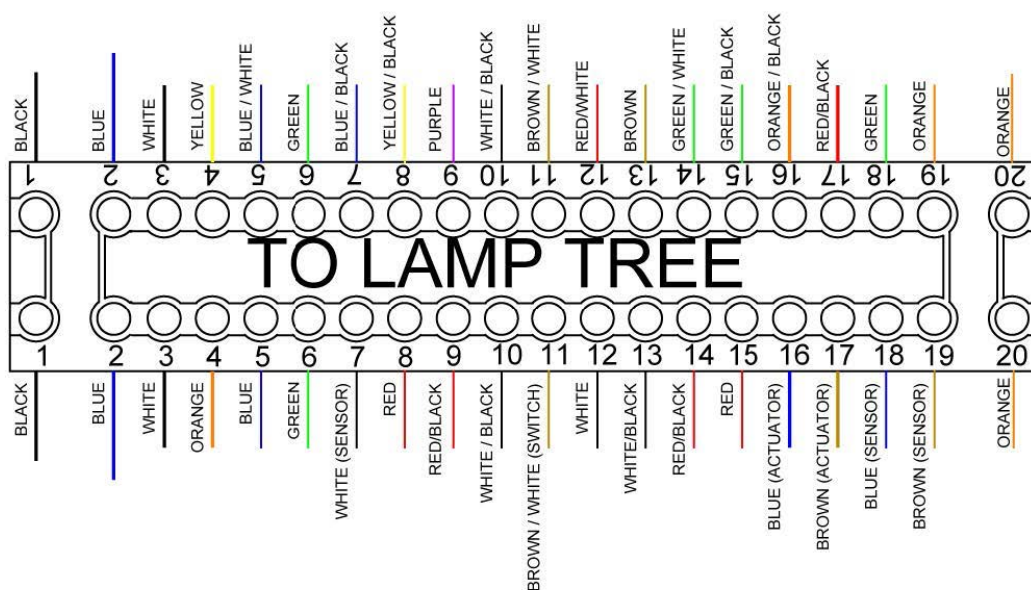 BLACK
BLUE
WHITE
YELLOW
BLUE / WHITE
GREEN
BLUE / BLACK
YELLOW / BLACK
PURPLE
WHITE / BLACK
BROWN / WHITE
RED/WHITE
BROWN
GREEN / WHITE
GREEN / BLACK
ORANGE / BLACK
RED/BLACK
GREEN
ORANGE
ORANGE
1 2 3 4 5 6 7 8 9 10 11 12 13 14 15 16 17 18 19 20
TO LAMP TREE
1 2 3 4 5 6 7 8 9 10 11 12 13 14 15 16 17 18 19 20
BLACK
BLUE
WHITE
ORANGE
BLUE
GREEN
WHITE (SENSOR)
RED
RED/BLACK
WHITE / BLACK
BROWN / WHITE (SWITCH)
WHITE
WHITE/BLACK
RED/BLACK
RED
BLUE (ACTUATOR)
BROWN (ACTUATOR)
BLUE (SENSOR)
BROWN (SENSOR)
ORANGE